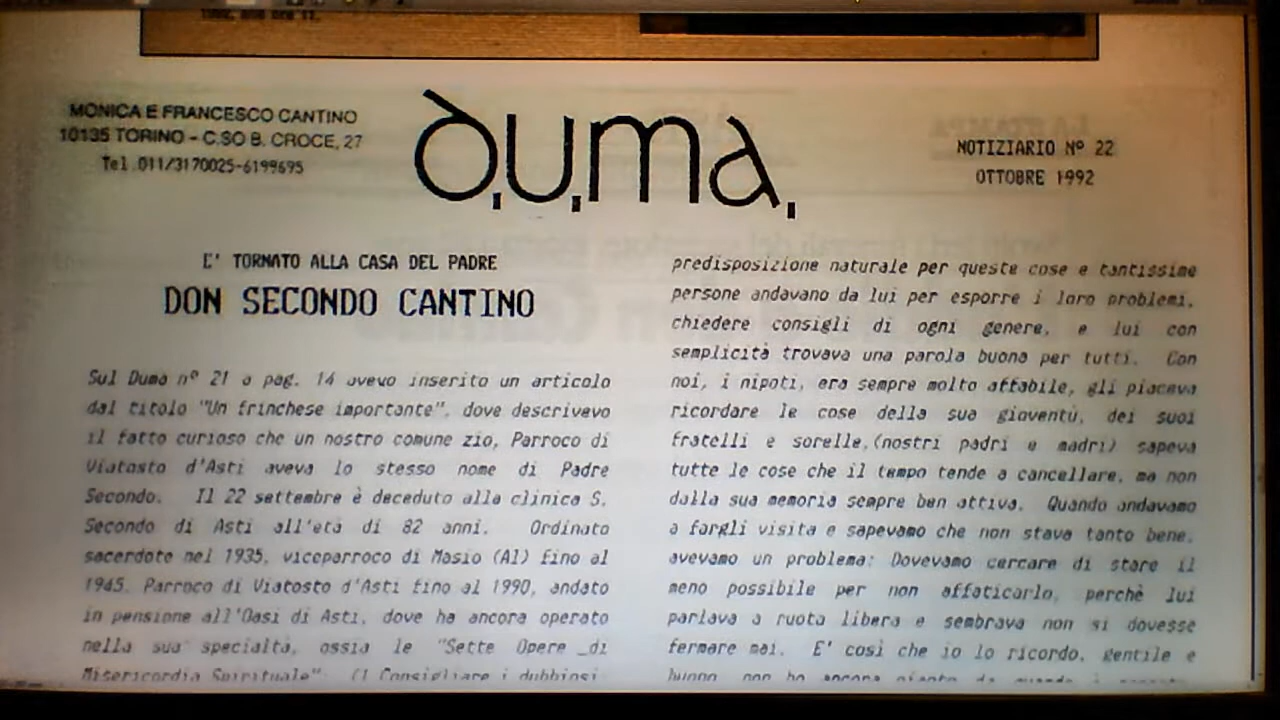 MONICA E FRANCESCO CANTINO
10135 TORINO - C.SO B. CROCE, 27
Tel.011/3170025-6199695
d.u.m.a.
NOTIZIARIO Nº 22
OTTOBRE 1992
E' TORNATO ALLA CASA DEL PADRE
DON SECONDO CANTINO
Sul Duma nº 21 a pag. 14 avevo inserito un articolo
dal titolo "Un frinchese importante", dove descrivevo
il fatto curioso che un nostro comune zio, Parroco di
Viatosto d'Asti aveva lo stesso nome di Padre
Secondo. Il 22 settembre è deceduto alla clinica S.
Secondo di Asti all'età di 82 anni. Ordinato
sacerdote nel 1935, viceparroco di Masio (Al) fino al
1945. Parroco di Viatosto d'Asti fino al 1990, andato
in pensione all'Oasi di Asti, dove ha ancora operato
nella sua specialtà, ossia le "Sette Opere di
Misericordia Spirituale": (I Consigliare i dubbiosi,
predisposizione naturale per queste cose e tantissime
persone andavano da lui per esporre i loro problemi,
chiedere consigli di ogni genere, e lui con
semplicità trovava una parola buona per tutti. Con
noi, i nipoti, era sempre molto affabile, gli piaceva
ricordare le cose della sua gioventù, dei suoi
fratelli e sorelle,(nostri padri e madri) sapeva
tutte le cose che il tempo tende a cancellare, ma non
dalla sua memoria sempre ben attiva. Quando andavamo
a fargli visita e sapevamo che non stava tanto bene,
avevamo un problema: Dovevamo cercare di stare il
meno possibile per non affaticarlo, perchè lui
parlava a ruota libera e sembrava non si dovesse
fermare mai. E' così che io lo ricordo, gentile e
buono, non ho ancora